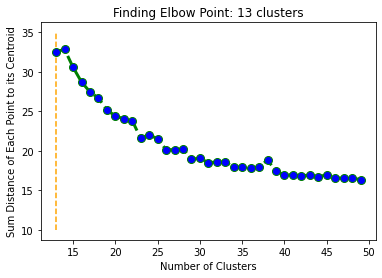 Finding Elbow Point: 13 clusters
Sum Distance of Each Point to its Centroid
35
30
25
20
15
10
15 20 25 30 35 40 45 50
Number of Clusters